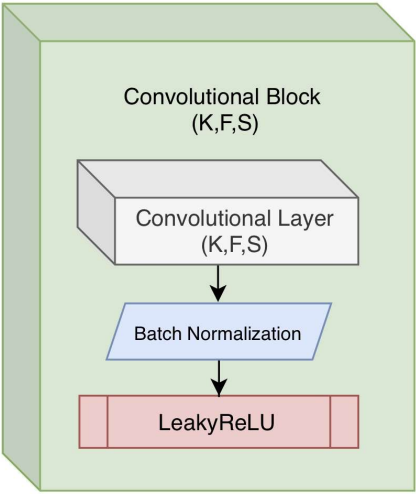 Convolutional Block
(K,F,S)
Convolutional Layer
(K,F,S)
Batch Normalization
LeakyReLU